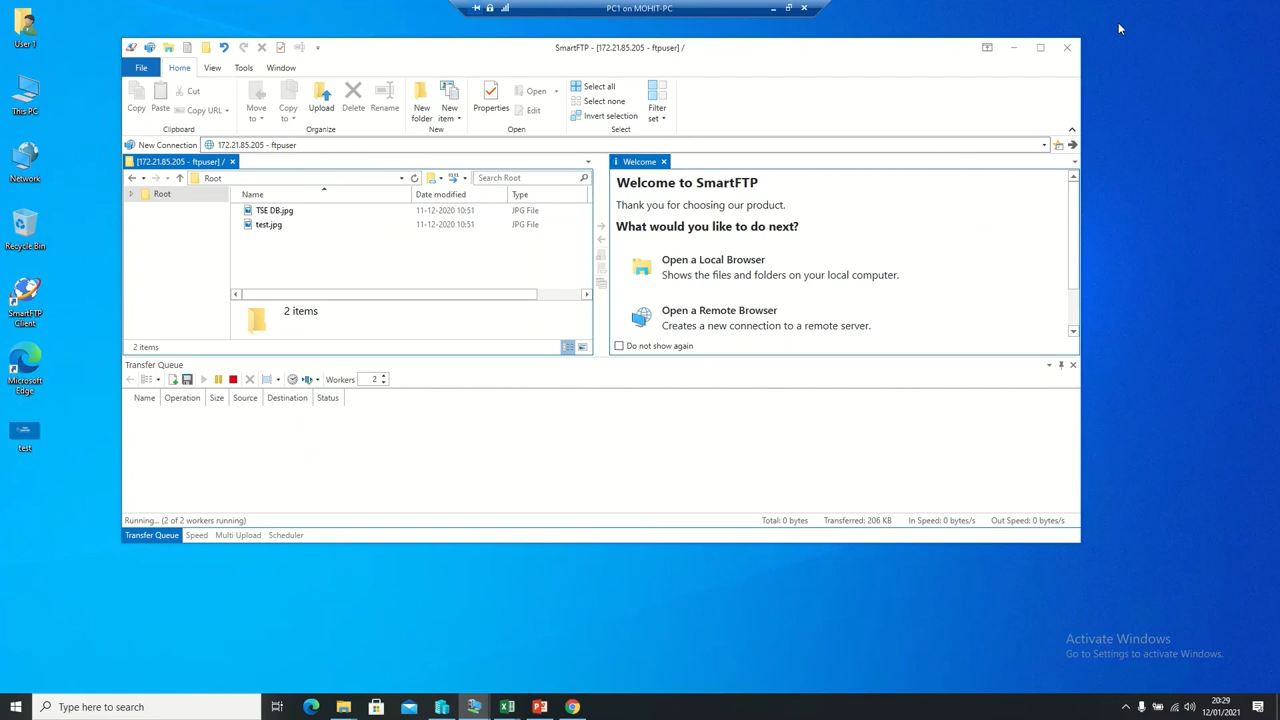 PC1 on MOHIT-PC
User 1
This PC
Network
Recycle Bin
SmartFTP
Client
Microsoft
Edge
test
SmartFTP - [172.21.85.205 - ftpuser] /
File
Home
View
Tools
Window
Copy
Paste
Cut
Copy URL
Clipboard
Move
to
Copy
to
Upload
Delete
Rename
Organize
New
folder
New
item
New
Properties
Open
Edit
Open
Select all
Select none
Invert selection
Filter
set
Select
New Connection
172.21.85.205 - ftpuser
[172.21.85.205 - ftpuser] /
Root
Search Root
Root
Name
Date modified
Type
TSE DB.jpg
11-12-2020 10:51
JPG File
test.jpg
11-12-2020 10:51
JPG File
2 items
2 items
Welcome
Welcome to SmartFTP
Thank you for choosing our product.
What would you like to do next?
Open a Local Browser
Shows the files and folders on your local computer.
Open a Remote Browser
Creates a new connection to a remote server.
Do not show again
Transfer Queue
Workers
2
Name
Operation
Size
Source
Destination
Status
Running... (2 of 2 workers running)
Total: 0 bytes
Transferred: 206 KB
In Speed: 0 bytes/s
Out Speed: 0 bytes/s
Transfer Queue
Speed
Multi Upload
Scheduler
Activate Windows
Go to Settings to activate Windows.
Type here to search
20:29
12/01/2021